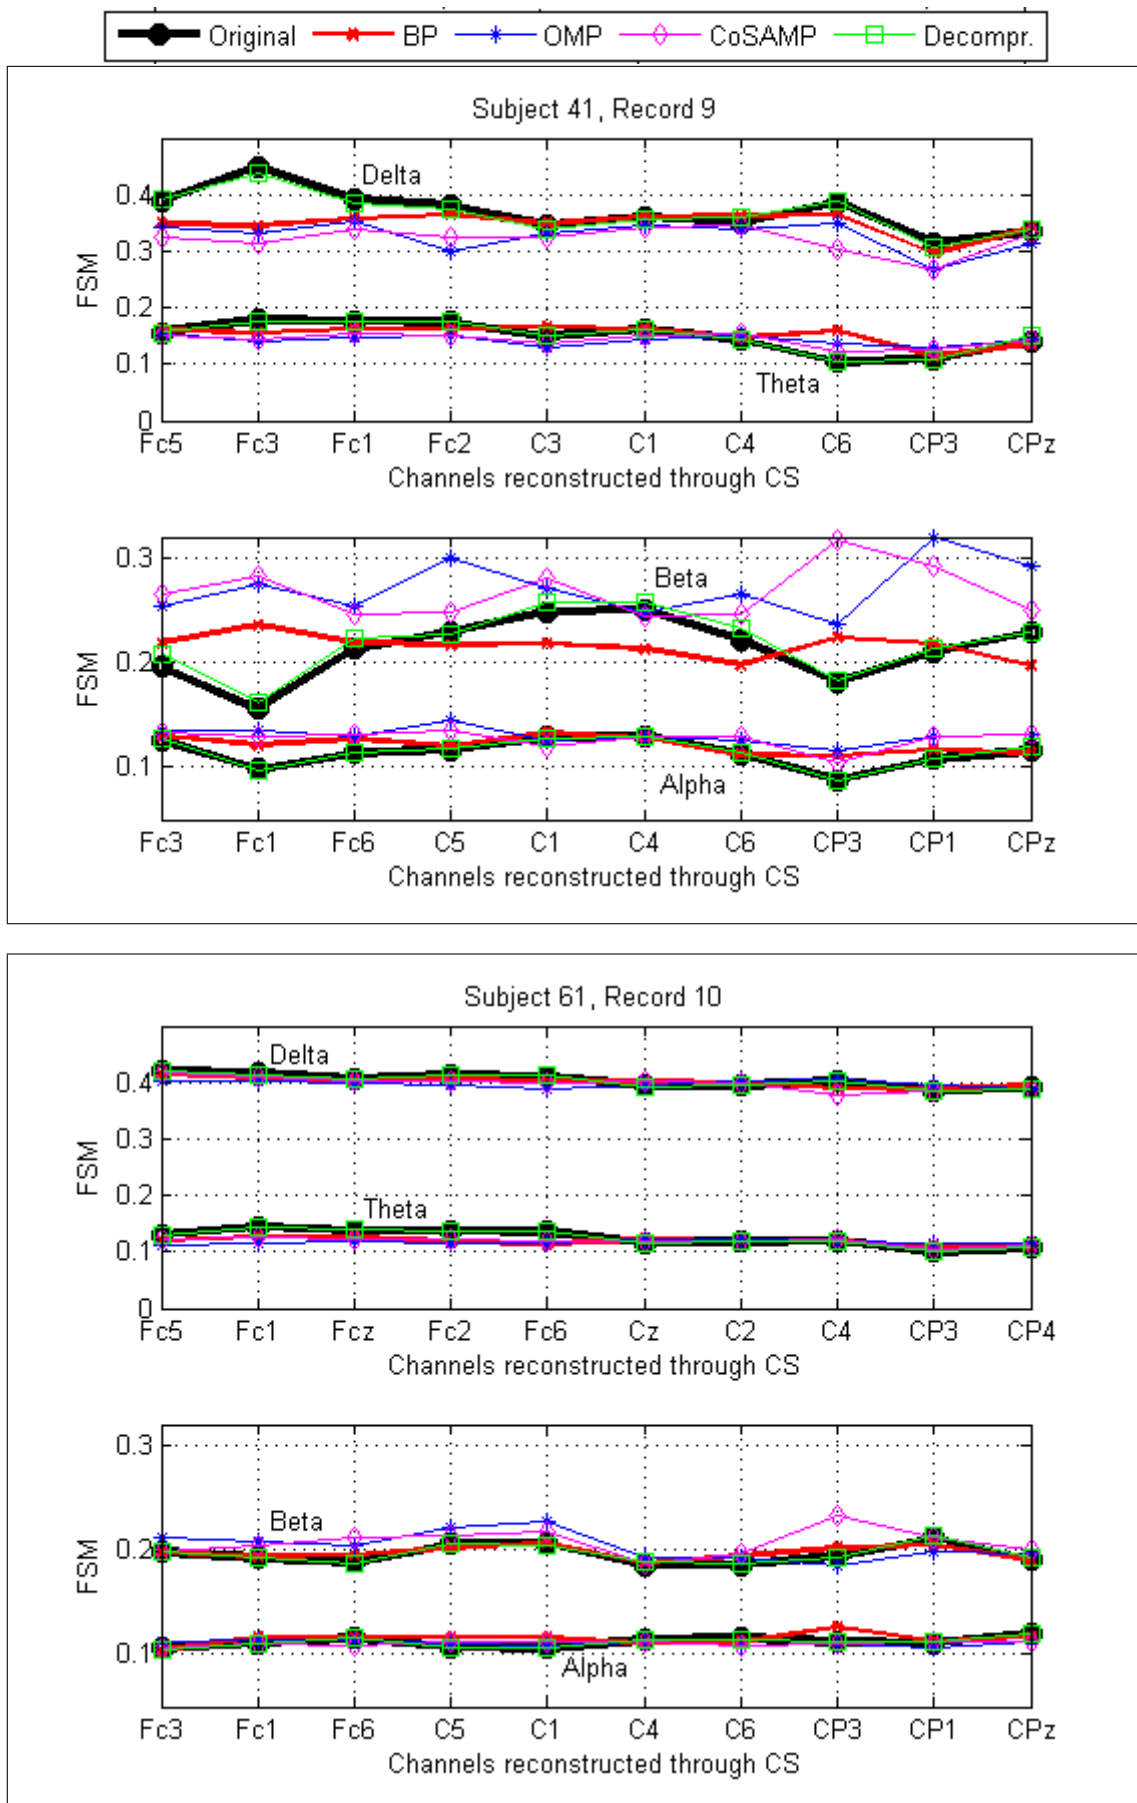 Original BP OMP CoSAMP Decompr.
Subject 41, Record 9
Delta
0.4
0.3
FSM
0.2
0.1
Theta
0
Fc5 Fc3 Fc1 Fc2 C3 C1 C4 C6 CP3 CPz
Channels reconstructed through CS
0.3
Beta
FSM
0.2
0.1
Alpha
Fc3 Fc1 Fc6 C5 C1 C4 C6 CP3 CP1 CPz
Channels reconstructed through CS
Subject 61, Record 10
Delta
0.4
0.3
FSM
0.2
Theta
0.1
0
Fc5 Fc1 Fcz Fc2 Fc6 Cz C2 C4 CP3 CP4
Channels reconstructed through CS
0.3
Beta
0.2
FSM
0.1
Alpha
Fc3 Fc1 Fc6 C5 C1 C4 C6 CP3 CP1 CPz
Channels reconstructed through CS